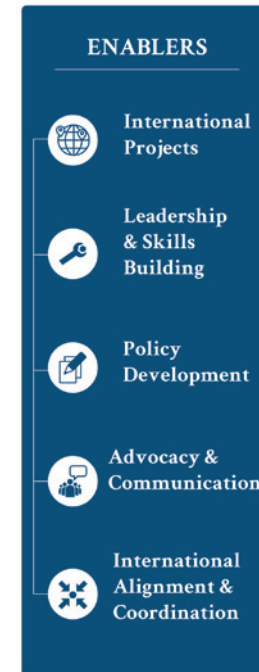 ENABLERS
International
Projects
Leadership
& Skills
Building
Policy
Development
Advocacy &
Communication
International
Alignment &
Coordination